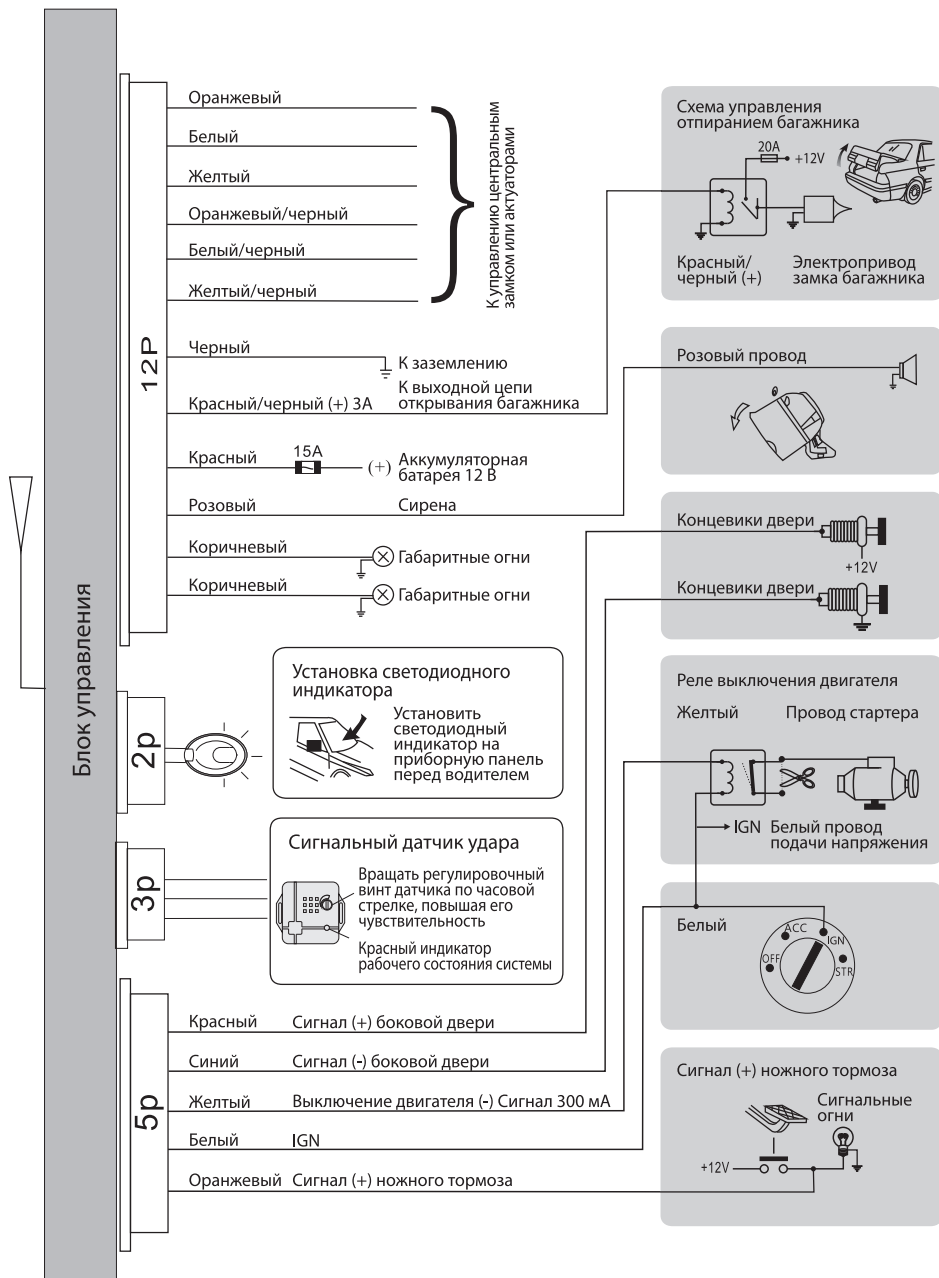 Блок управления
12P
Оранжевый
Белый
Желтый
Оранжевый/черный
Белый/черный
Желтый/черный
К управлению центральным
замком или актуаторами
Черный
К заземлению
Красный/черный (+) 3А
К выходной цепи
открывания багажника
Красный
15A
(+)
Аккумуляторная
батарея 12 В
Розовый
Сирена
Коричневый
Габаритные огни
Коричневый
Габаритные огни
2p
Установка светодиодного
индикатора
Установить
светодиодный
индикатор на
приборную панель
перед водителем
3p
Сигнальный датчик удара
Вращать регулировочный
винт датчика по часовой
стрелке, повышая его
чувствительность
Красный индикатор
рабочего состояния системы
5p
Красный
Сигнал (+) боковой двери
Синий
Сигнал (-) боковой двери
Желтый
Выключение двигателя (-) Сигнал 300 мА
Белый
IGN
Оранжевый
Сигнал (+) ножного тормоза
Схема управления
отпиранием багажника
20A
+12V
Красный/
черный (+)
Электропривод
замка багажника
Розовый провод
Концевики двери
+12V
Концевики двери
Реле выключения двигателя
Желтый
Провод стартера
IGN
Белый провод
подачи напряжения
Белый
OFF
ACC
IGN
STR
Сигнал (+) ножного тормоза
Сигнальные
огни
+12V